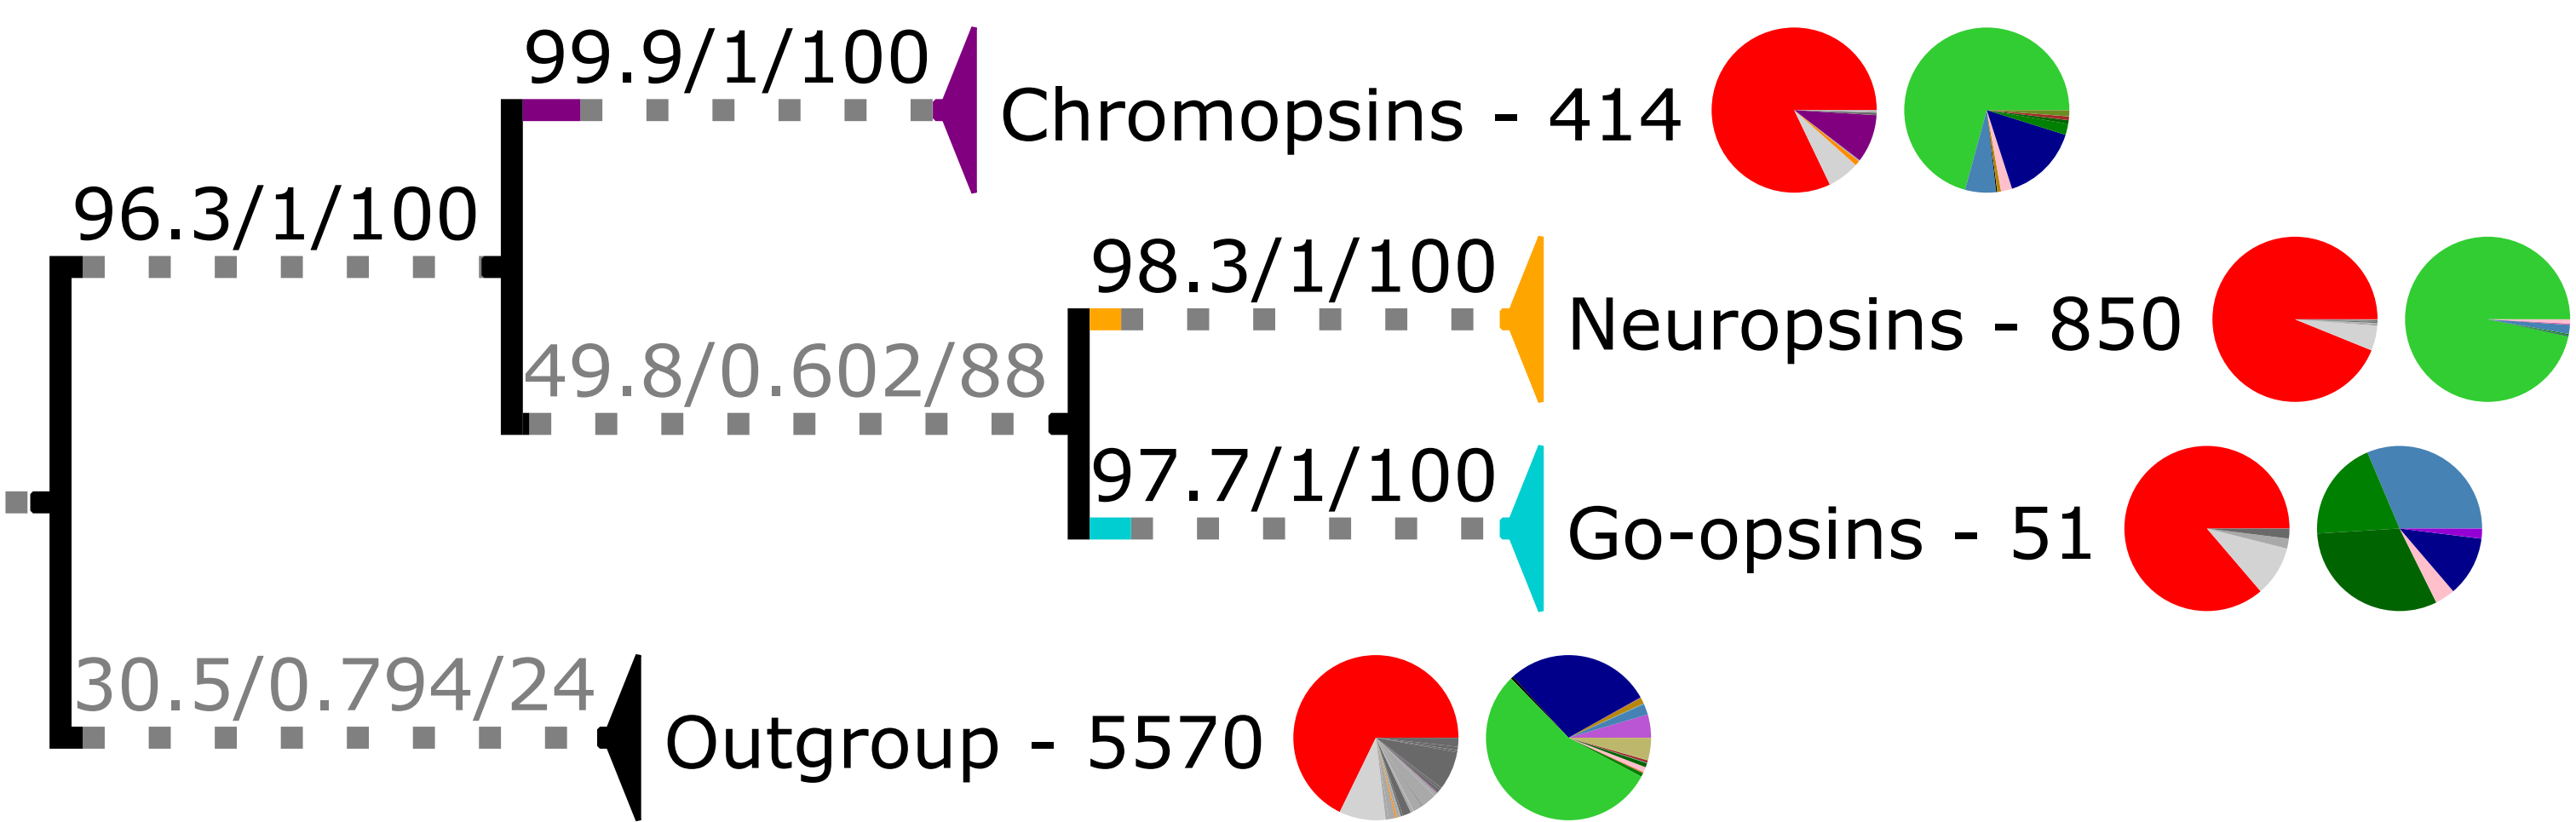 99.9/1/100
Chromopsins - 414
96.3/1/100
98.3/1/100
Neuropsins - 850
49.8/0.602/88
97.7/1/100
Go-opsins - 51
30.5/0.794/24
Outgroup - 5570